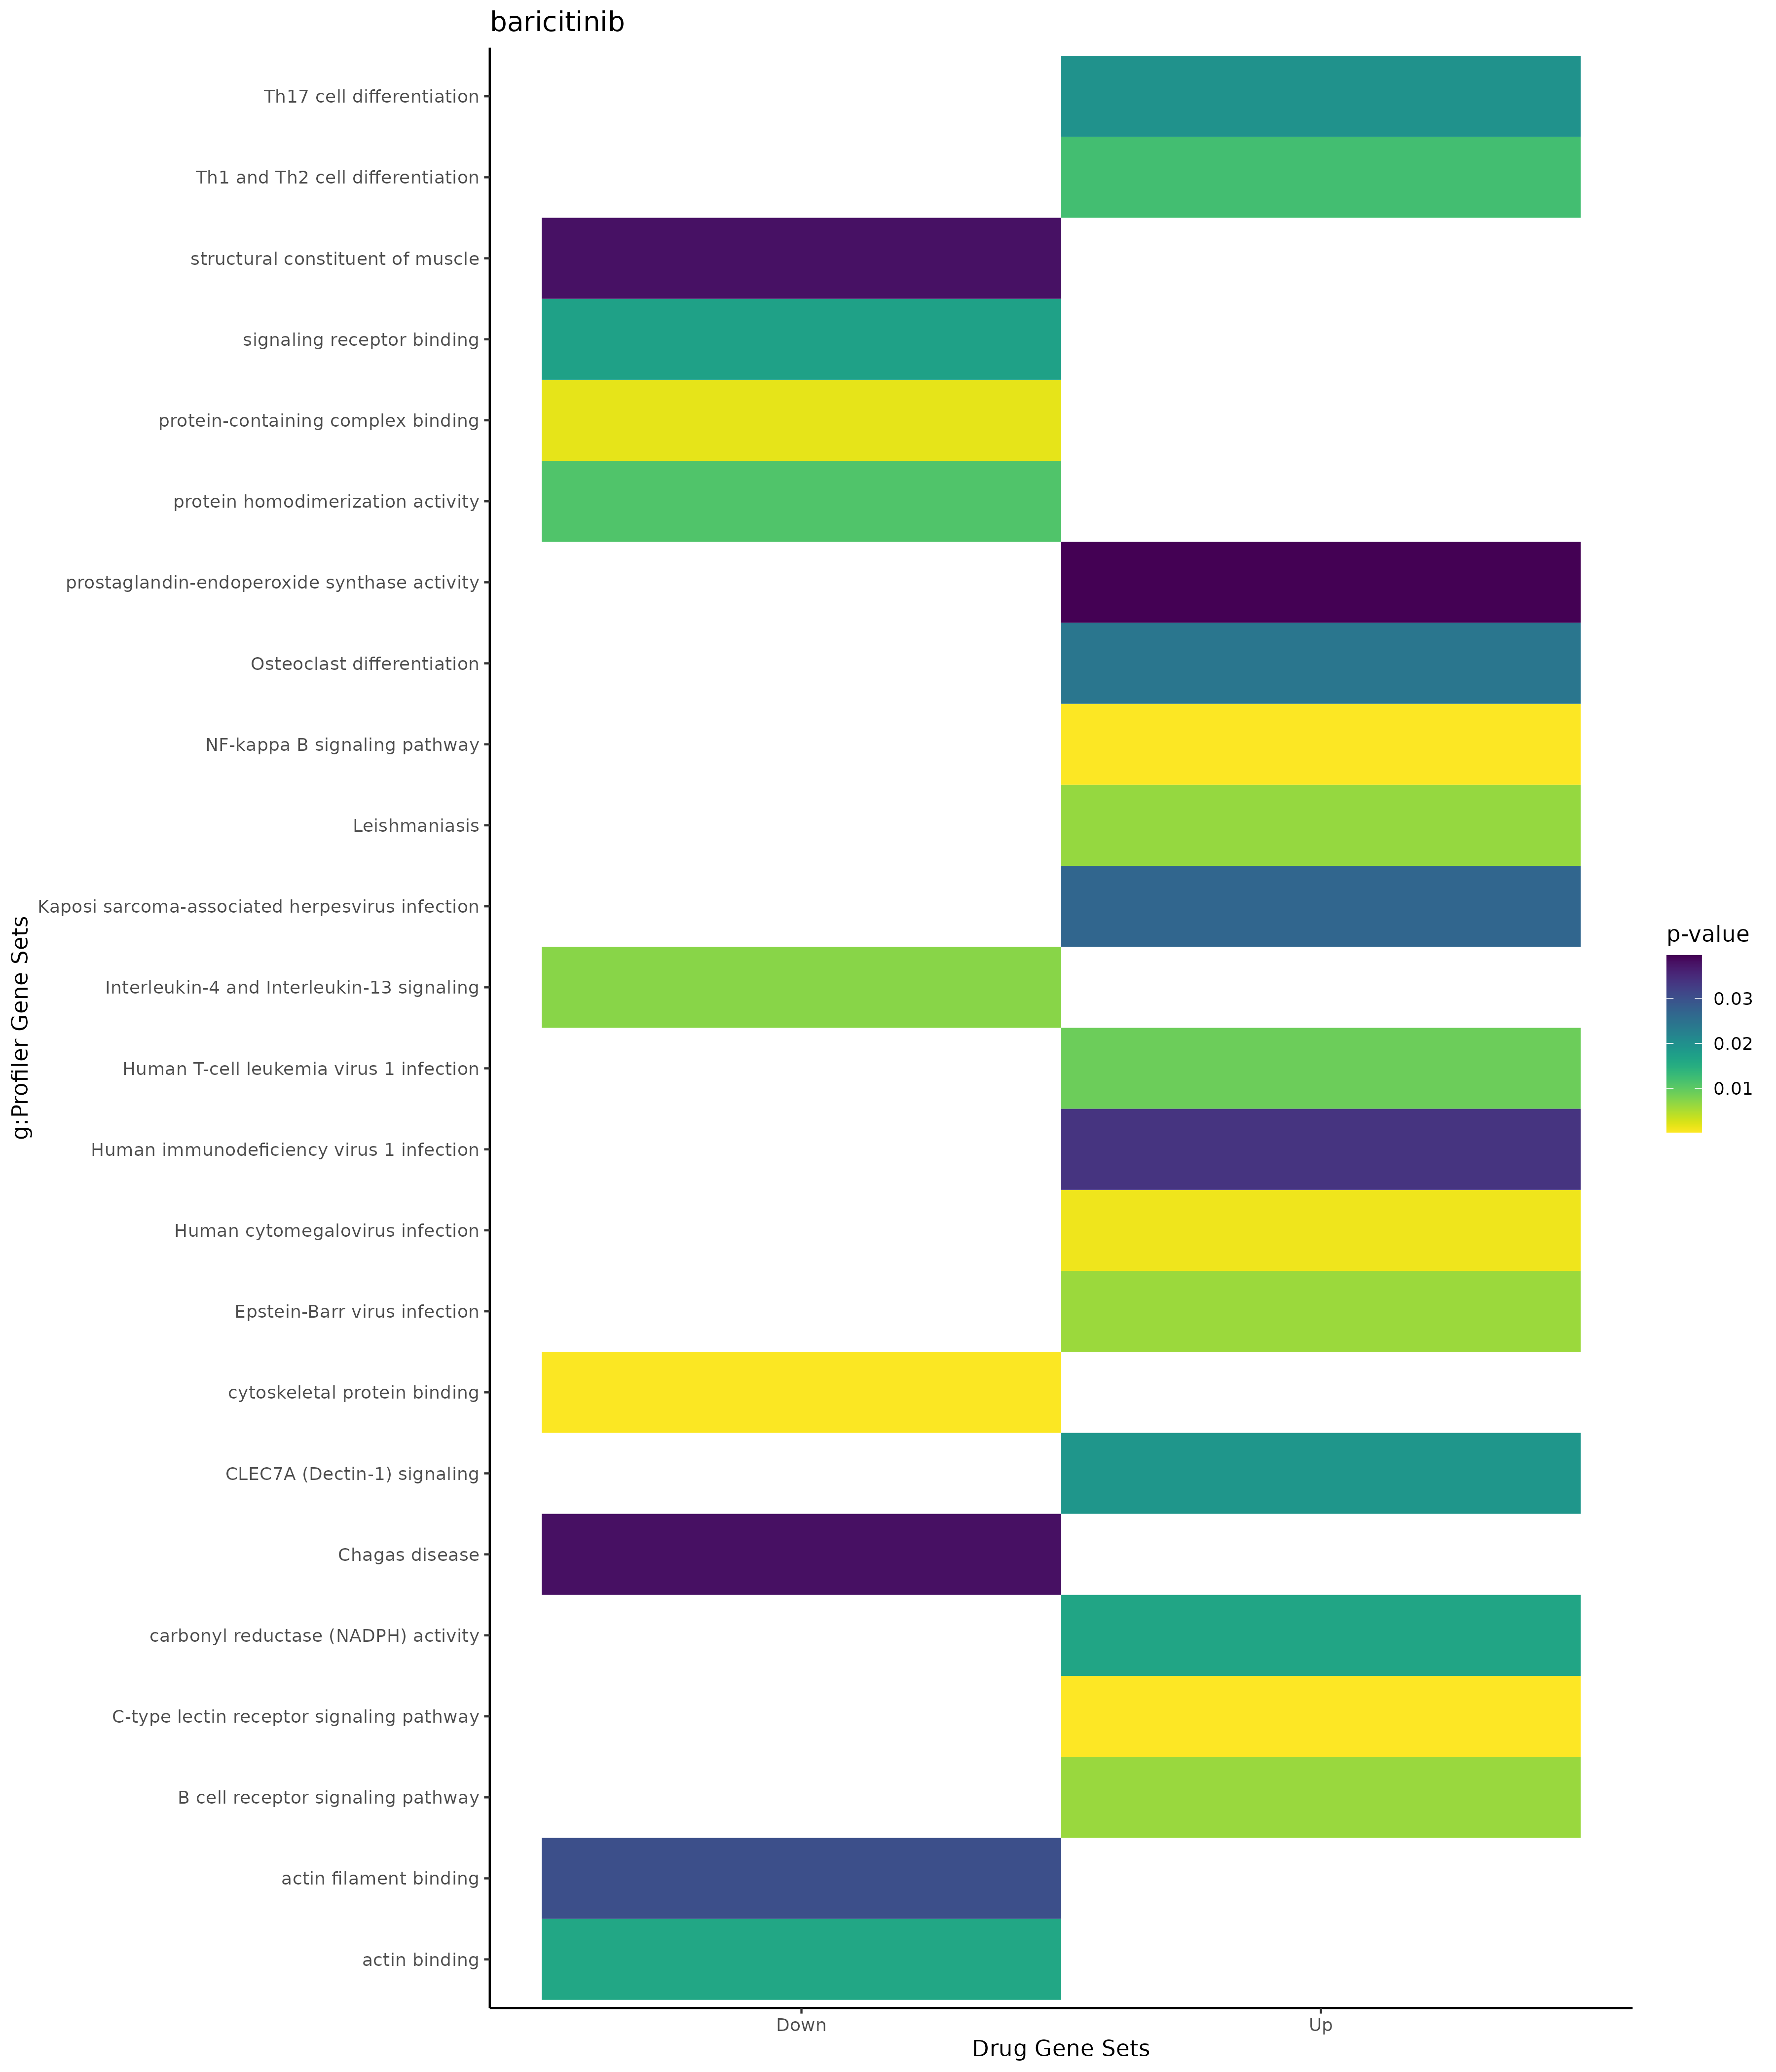 baricitinib
Th17 cell differentiation
Th1 and Th2 cell differentiation
structural constituent of muscle
signaling receptor binding
protein-containing complex binding
protein homodimerization activity
prostaglandin-endoperoxide synthase activity
Osteoclast differentiation
NF-kappa B signaling pathway
Leishmaniasis
Kaposi sarcoma-associated herpesvirus infection
Interleukin-4 and Interleukin-13 signaling
Human T-cell leukemia virus 1 infection
Human immunodeficiency virus 1 infection
Human cytomegalovirus infection
Epstein-Barr virus infection
cytoskeletal protein binding
CLEC7A (Dectin-1) signaling
Chagas disease
carbonyl reductase (NADPH) activity
C-type lectin receptor signaling pathway
B cell receptor signaling pathway
actin filament binding
actin binding
g:Profiler Gene Sets
Down
Up
Drug Gene Sets
p-value
0.03
0.02
0.01